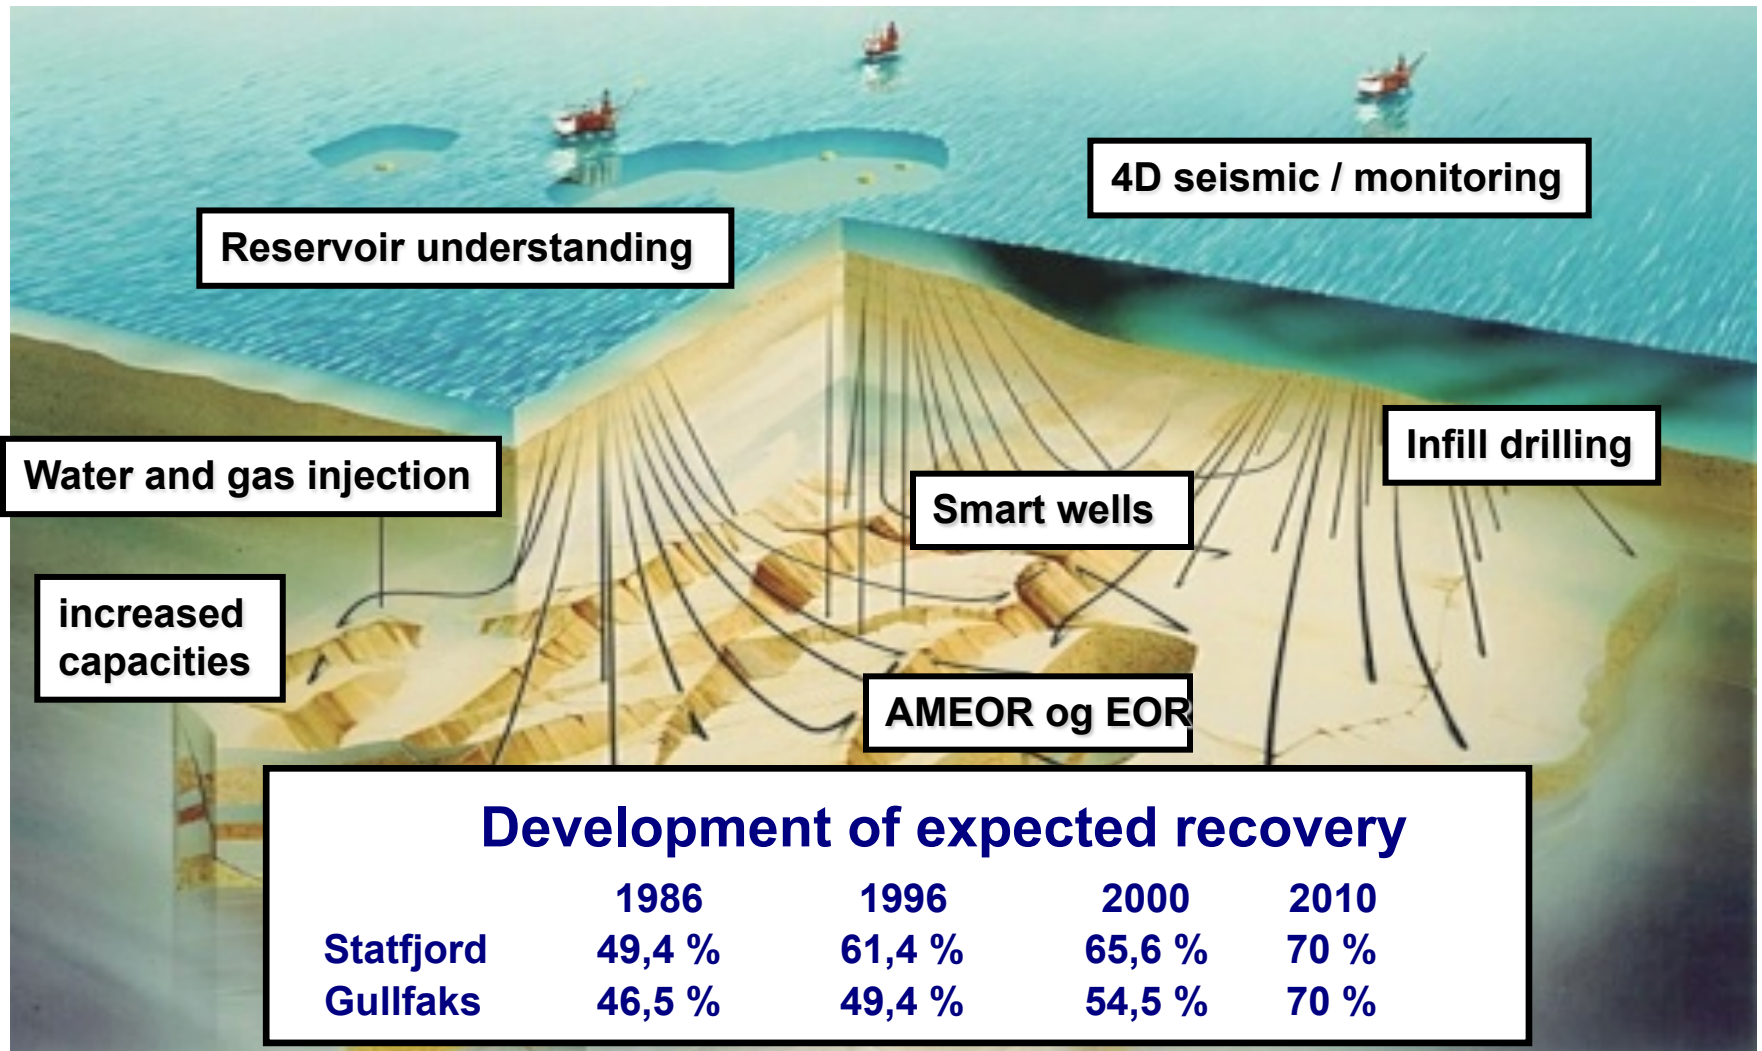 4D seismic / monitoring
Reservoir understanding
Infill drilling
Water and gas injection
Smart wells
increased
capacities
AMEOR og EOR
Development of expected recovery
1986 1996 2000 2010
Statfjord 49,4 % 61,4 % 65,6 % 70 %
Gullfaks 46,5 % 49,4 % 54,5 % 70 %